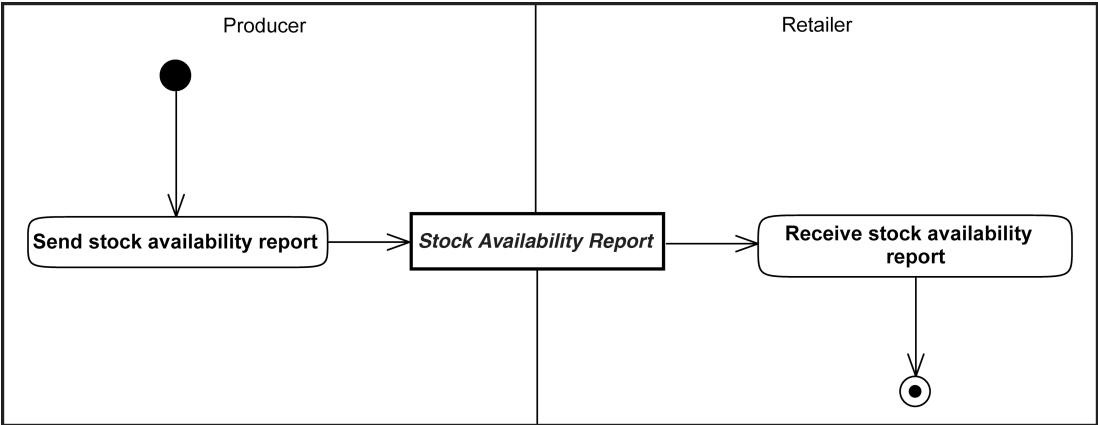 Producer
Retailer
Send stock availability report
Stock Availability Report
Receive stock availability
report